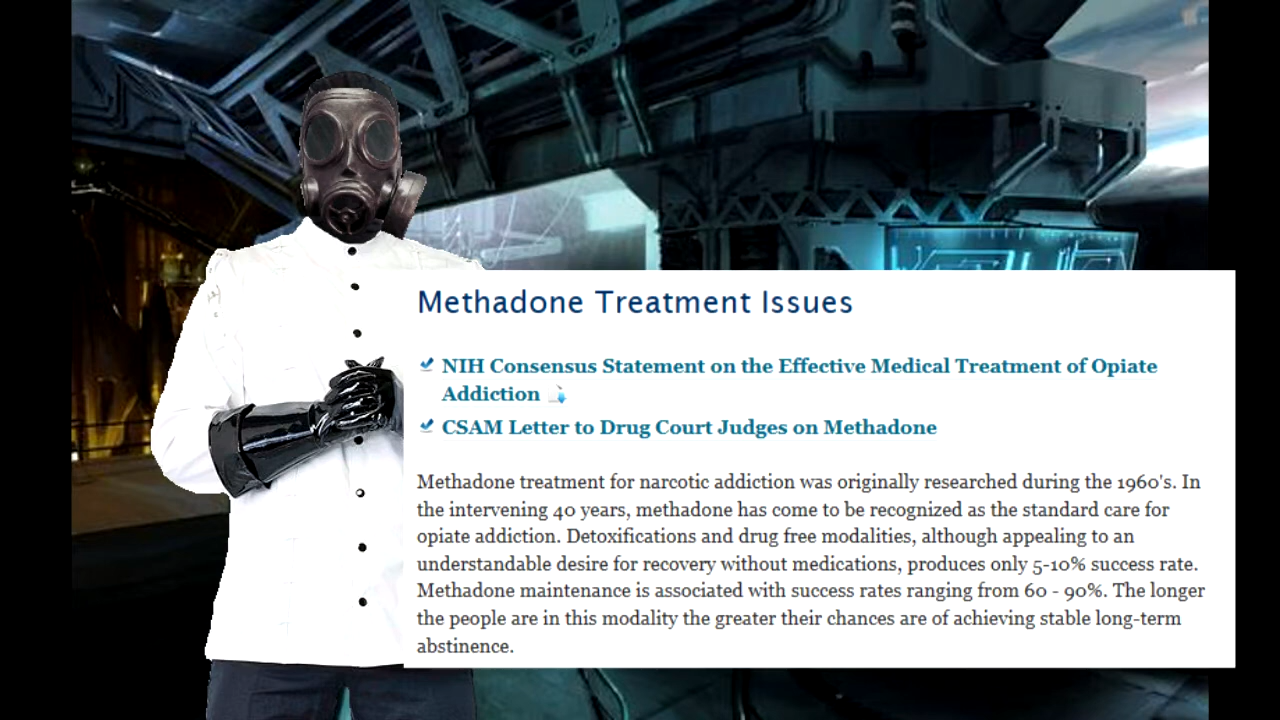 Methadone Treatment Issues
NIH Consensus Statement on the Effective Medical Treatment of Opiate
Addiction
CSAM Letter to Drug Court Judges on Methadone
Methadone treatment for narcotic addiction was originally researched during the 1960's. In
the intervening 40 years, methadone has come to be recognized as the standard care for
opiate addiction. Detoxifications and drug free modalities, although appealing to an
understandable desire for recovery without medications, produces only 5-10% success rate.
Methadone maintenance is associated with success rates ranging from 60 - 90%. The longer
the people are in this modality the greater their chances are of achieving stable long-term
abstinence.